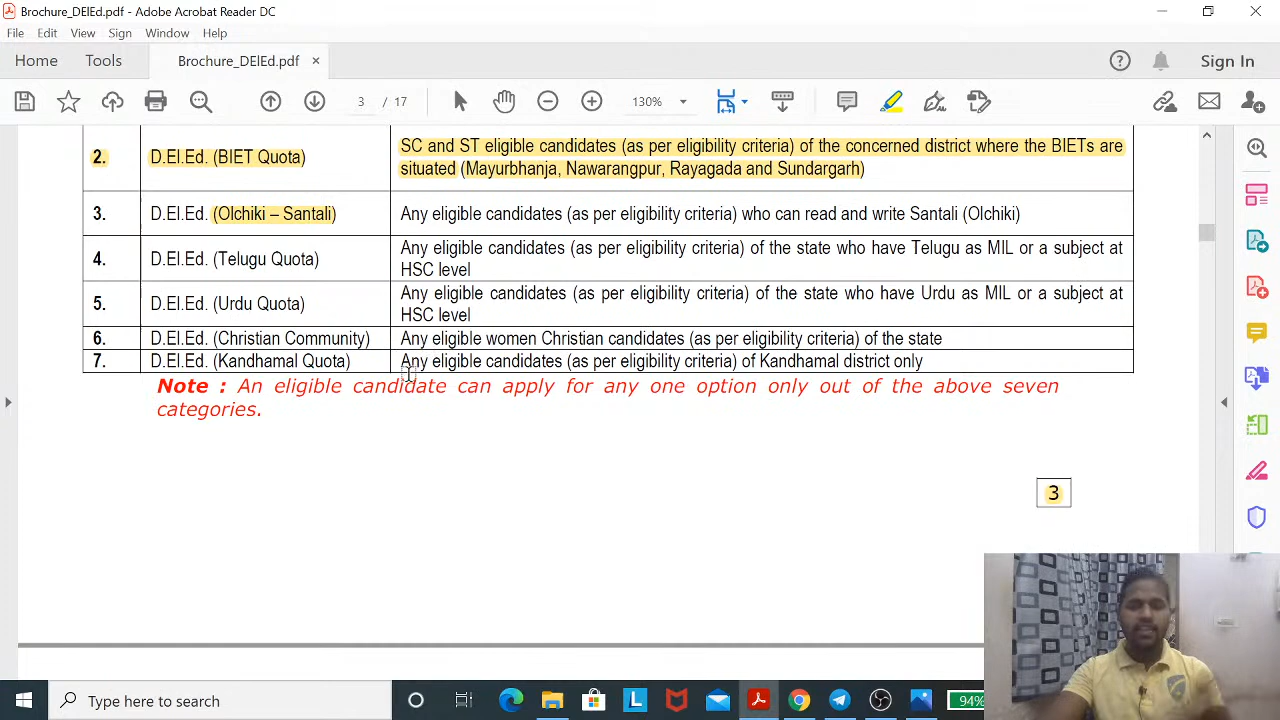 Brochure_DElEd.pdf - Adobe Acrobat Reader DC
File Edit View Sign Window Help
Home Tools Brochure_DElEd.pdf × Sign In
3 / 17 130%
2. D.El.Ed. (BIET Quota) SC and ST eligible candidates (as per eligibility criteria) of the concerned district where the BIETs are
situated (Mayurbhanja, Nawarangpur, Rayagada and Sundargarh)
3. D.El.Ed. (Olchiki – Santali) Any eligible candidates (as per eligibility criteria) who can read and write Santali (Olchiki)
4. D.El.Ed. (Telugu Quota) Any eligible candidates (as per eligibility criteria) of the state who have Telugu as MIL or a subject at
HSC level
5. D.El.Ed. (Urdu Quota) Any eligible candidates (as per eligibility criteria) of the state who have Urdu as MIL or a subject at
HSC level
6. D.El.Ed. (Christian Community) Any eligible women Christian candidates (as per eligibility criteria) of the state
7. D.El.Ed. (Kandhamal Quota) Any eligible candidates (as per eligibility criteria) of Kandhamal district only
Note : An eligible candidate can apply for any one option only out of the above seven
categories.
3
Type here to search L 94%